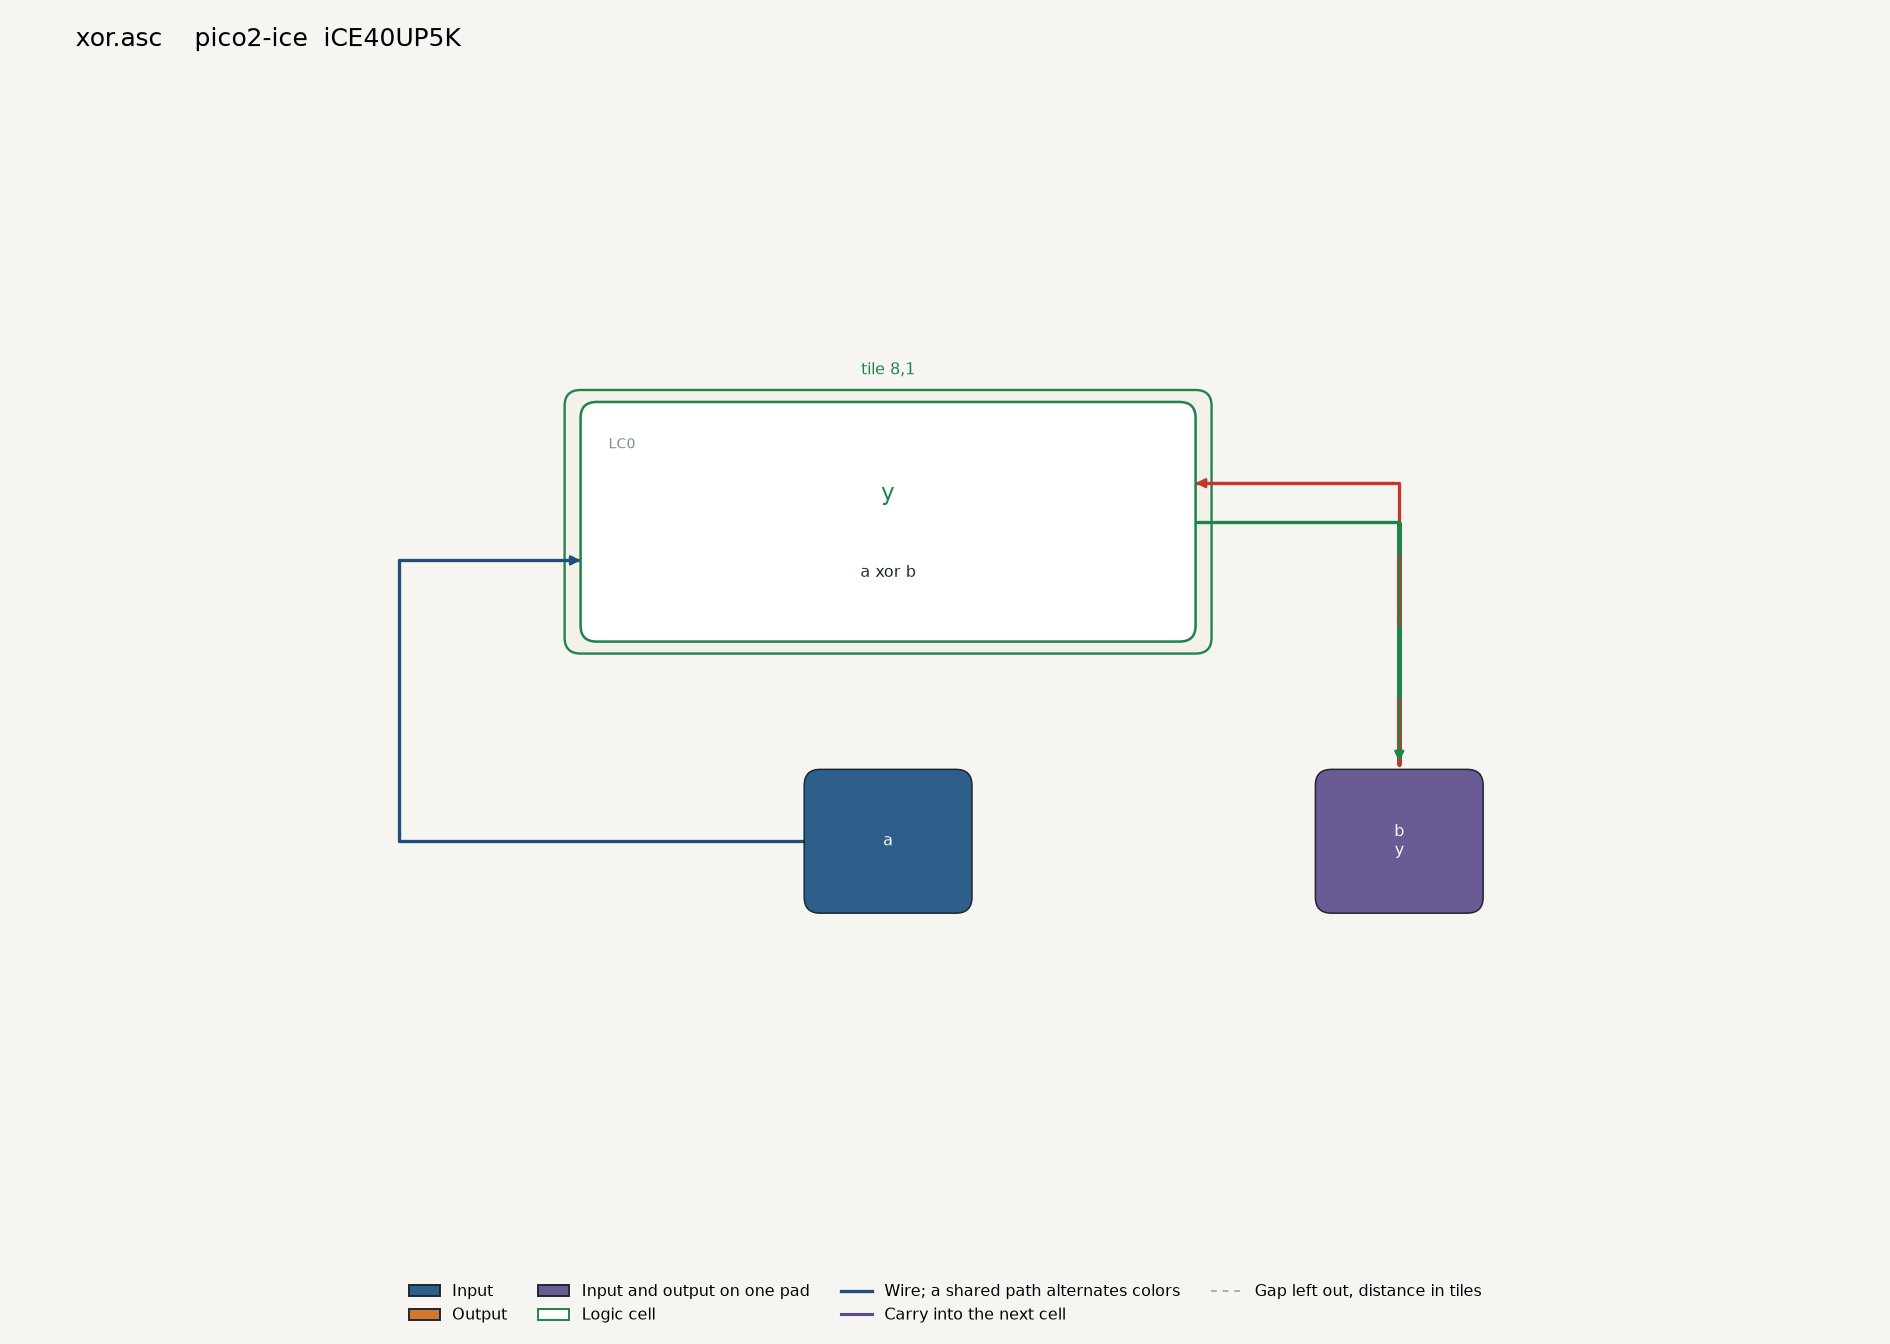 xor.asc    pico2-ice  iCE40UP5K
tile 8,1
LC0
y
a xor b
a
b
y
Input
Output
Input and output on one pad
Logic cell
Wire; a shared path alternates colors
Carry into the next cell
Gap left out, distance in tiles